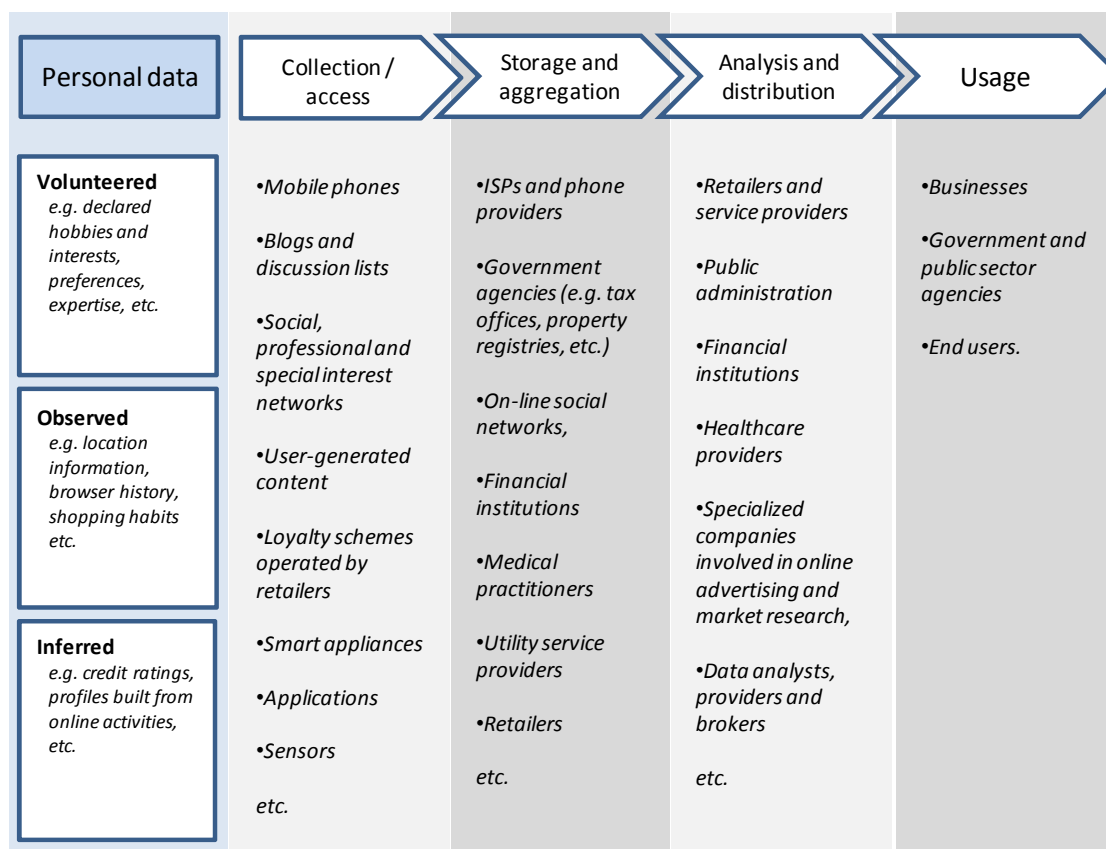 Personal data
Collection /
access
Storage and
aggregation
Analysis and
distribution
Usage
Volunteered
e.g. declared
hobbies and
interests,
preferences,
expertise, etc.
Observed
e.g. location
information,
browser history,
shopping habits
etc.
Inferred
e.g. credit ratings,
profiles built from
online activities,
etc.
•Mobile phones
•Blogs and
discussion lists
•Social,
professional and
special interest
networks
•User-generated
content
•Loyalty schemes
operated by
retailers
•Smart appliances
•Applications
•Sensors
etc.
•ISPs and phone
providers
•Government
agencies (e.g. tax
offices, property
registries, etc.)
•On-line social
networks,
•Financial
institutions
•Medical
practitioners
•Utility service
providers
•Retailers
etc.
•Retailers and
service providers
•Public
administration
•Financial
institutions
•Healthcare
providers
•Specialized
companies
involved in online
advertising and
market research,
•Data analysts,
providers and
brokers
etc.
•Businesses
•Government and
public sector
agencies
•End users.